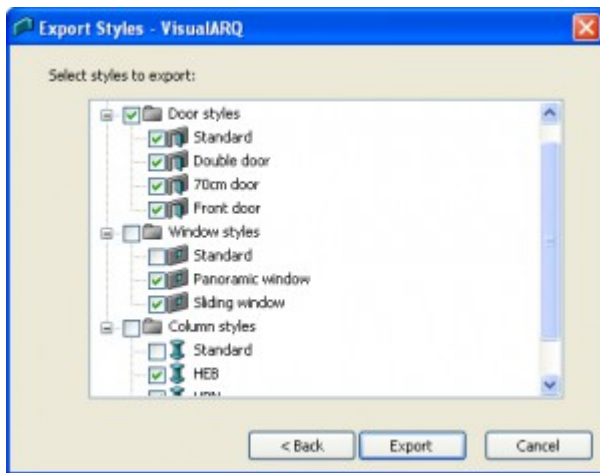 Export Styles - VisualARQ
Select styles to export:
Door styles
Standard
Double door
70cm door
Front door
Window styles
Standard
Panoramic window
Sliding window
Column styles
Standard
HEB
< Back Export Cancel